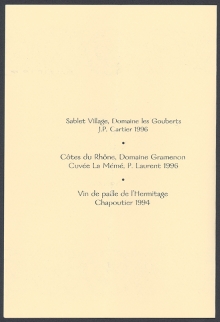 Sablet Village, Domaine les Gouberts
J.P. Cartier 1996
•
Côtes du Rhône, Domaine Gramenon
Cuvée La Mémé, P. Laurent 1996
•
Vin de paille de l'Hermitage
Chapoutier 1994